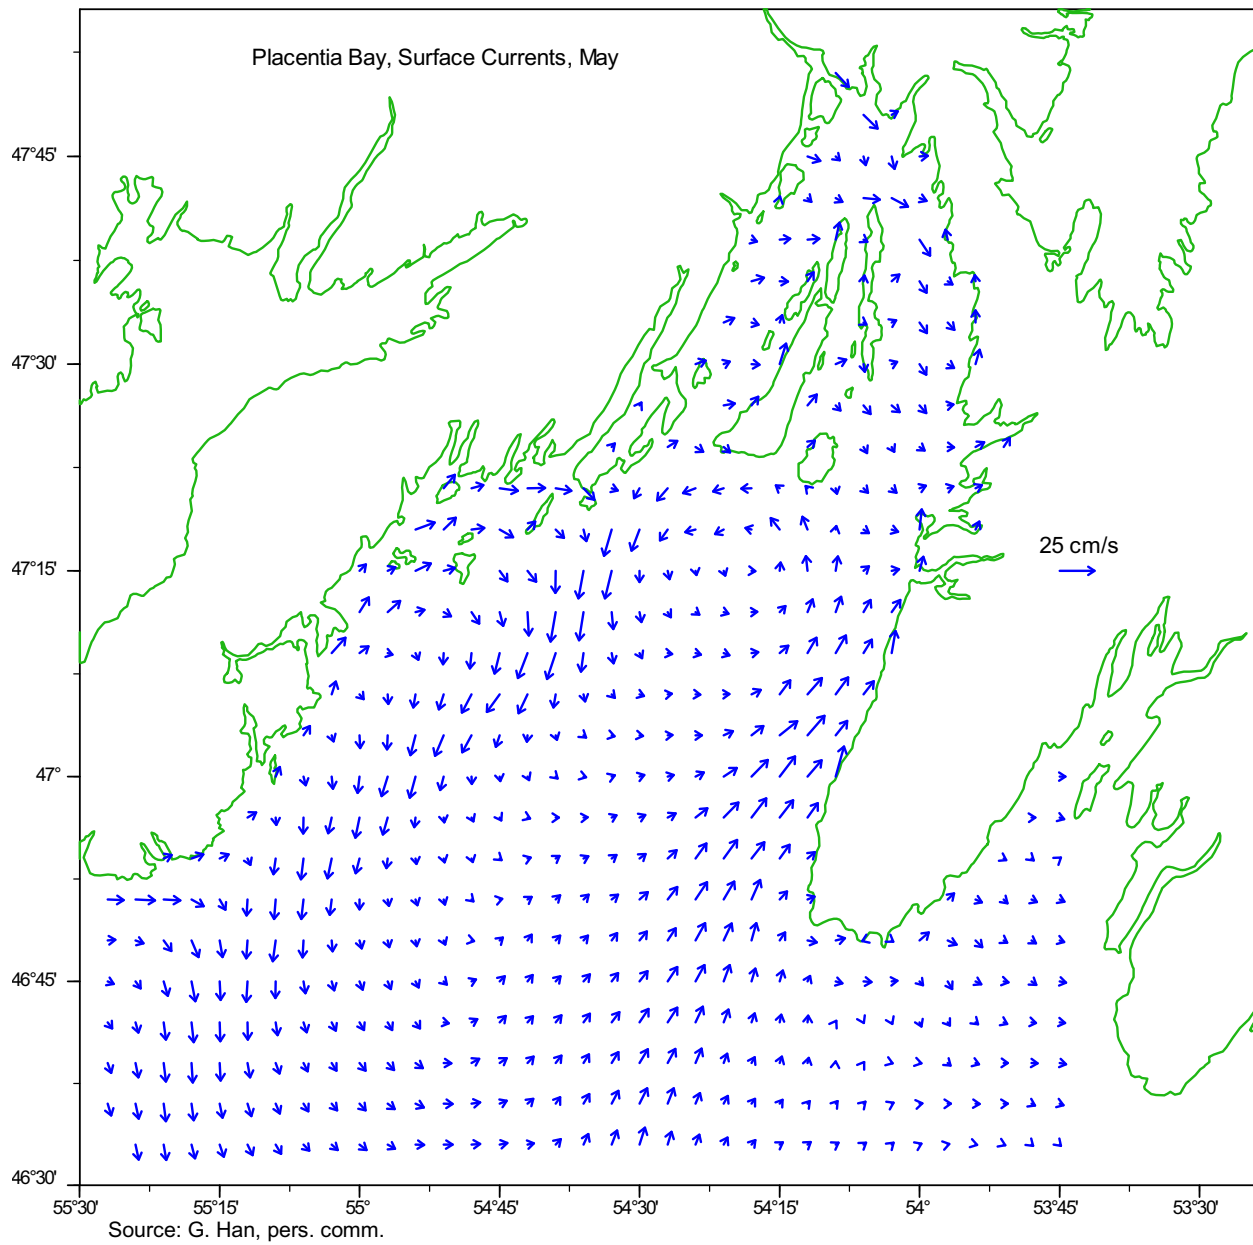 Placentia Bay, Surface Currents, May
47°45'
47°30'
25 cm/s
47°15'
47°
46°45'
46°30'
55°30' 55°15' 55° 54°45' 54°30' 54°15' 54° 53°45' 53°30'
Source: G. Han, pers. comm.